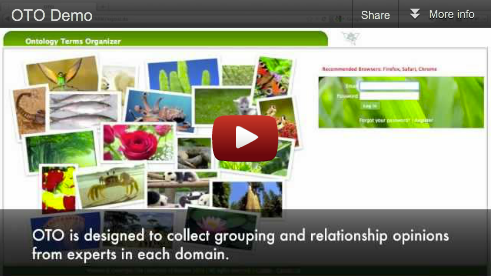 OTO Demo
Share
More info
Ontology Terms Organizer
Recommended Browsers: Firefox, Safari, Chrome
Email
Password
Log in
Forgot your password? | Register
OTO is designed to collect grouping and relationship opinions
from experts in each domain.